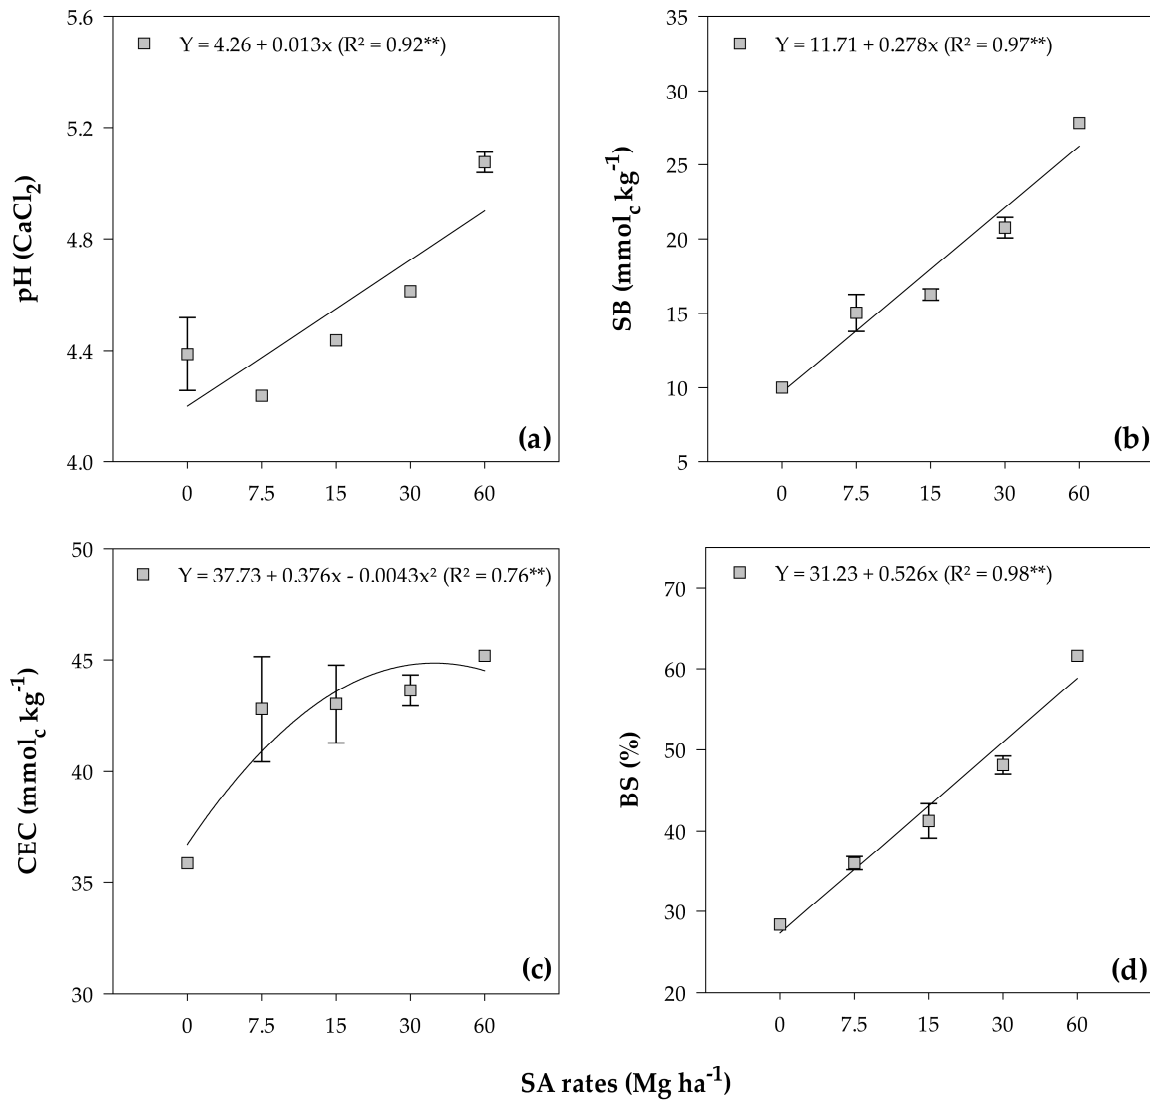 Y = 4.26 + 0.013x (R² = 0.92**)
5.6
5.2
4.8
4.4
4.0
pH (CaCl₂)
(a)
0 7.5 15 30 60
Y = 11.71 + 0.278x (R² = 0.97**)
35
30
25
20
15
10
5
SB (mmol_c kg⁻¹)
(b)
0 7.5 15 30 60
Y = 37.73 + 0.376x - 0.0043x² (R² = 0.76**)
50
45
40
35
30
CEC (mmol_c kg⁻¹)
(c)
0 7.5 15 30 60
Y = 31.23 + 0.526x (R² = 0.98**)
70
60
50
40
30
20
BS (%)
(d)
0 7.5 15 30 60
SA rates (Mg ha⁻¹)